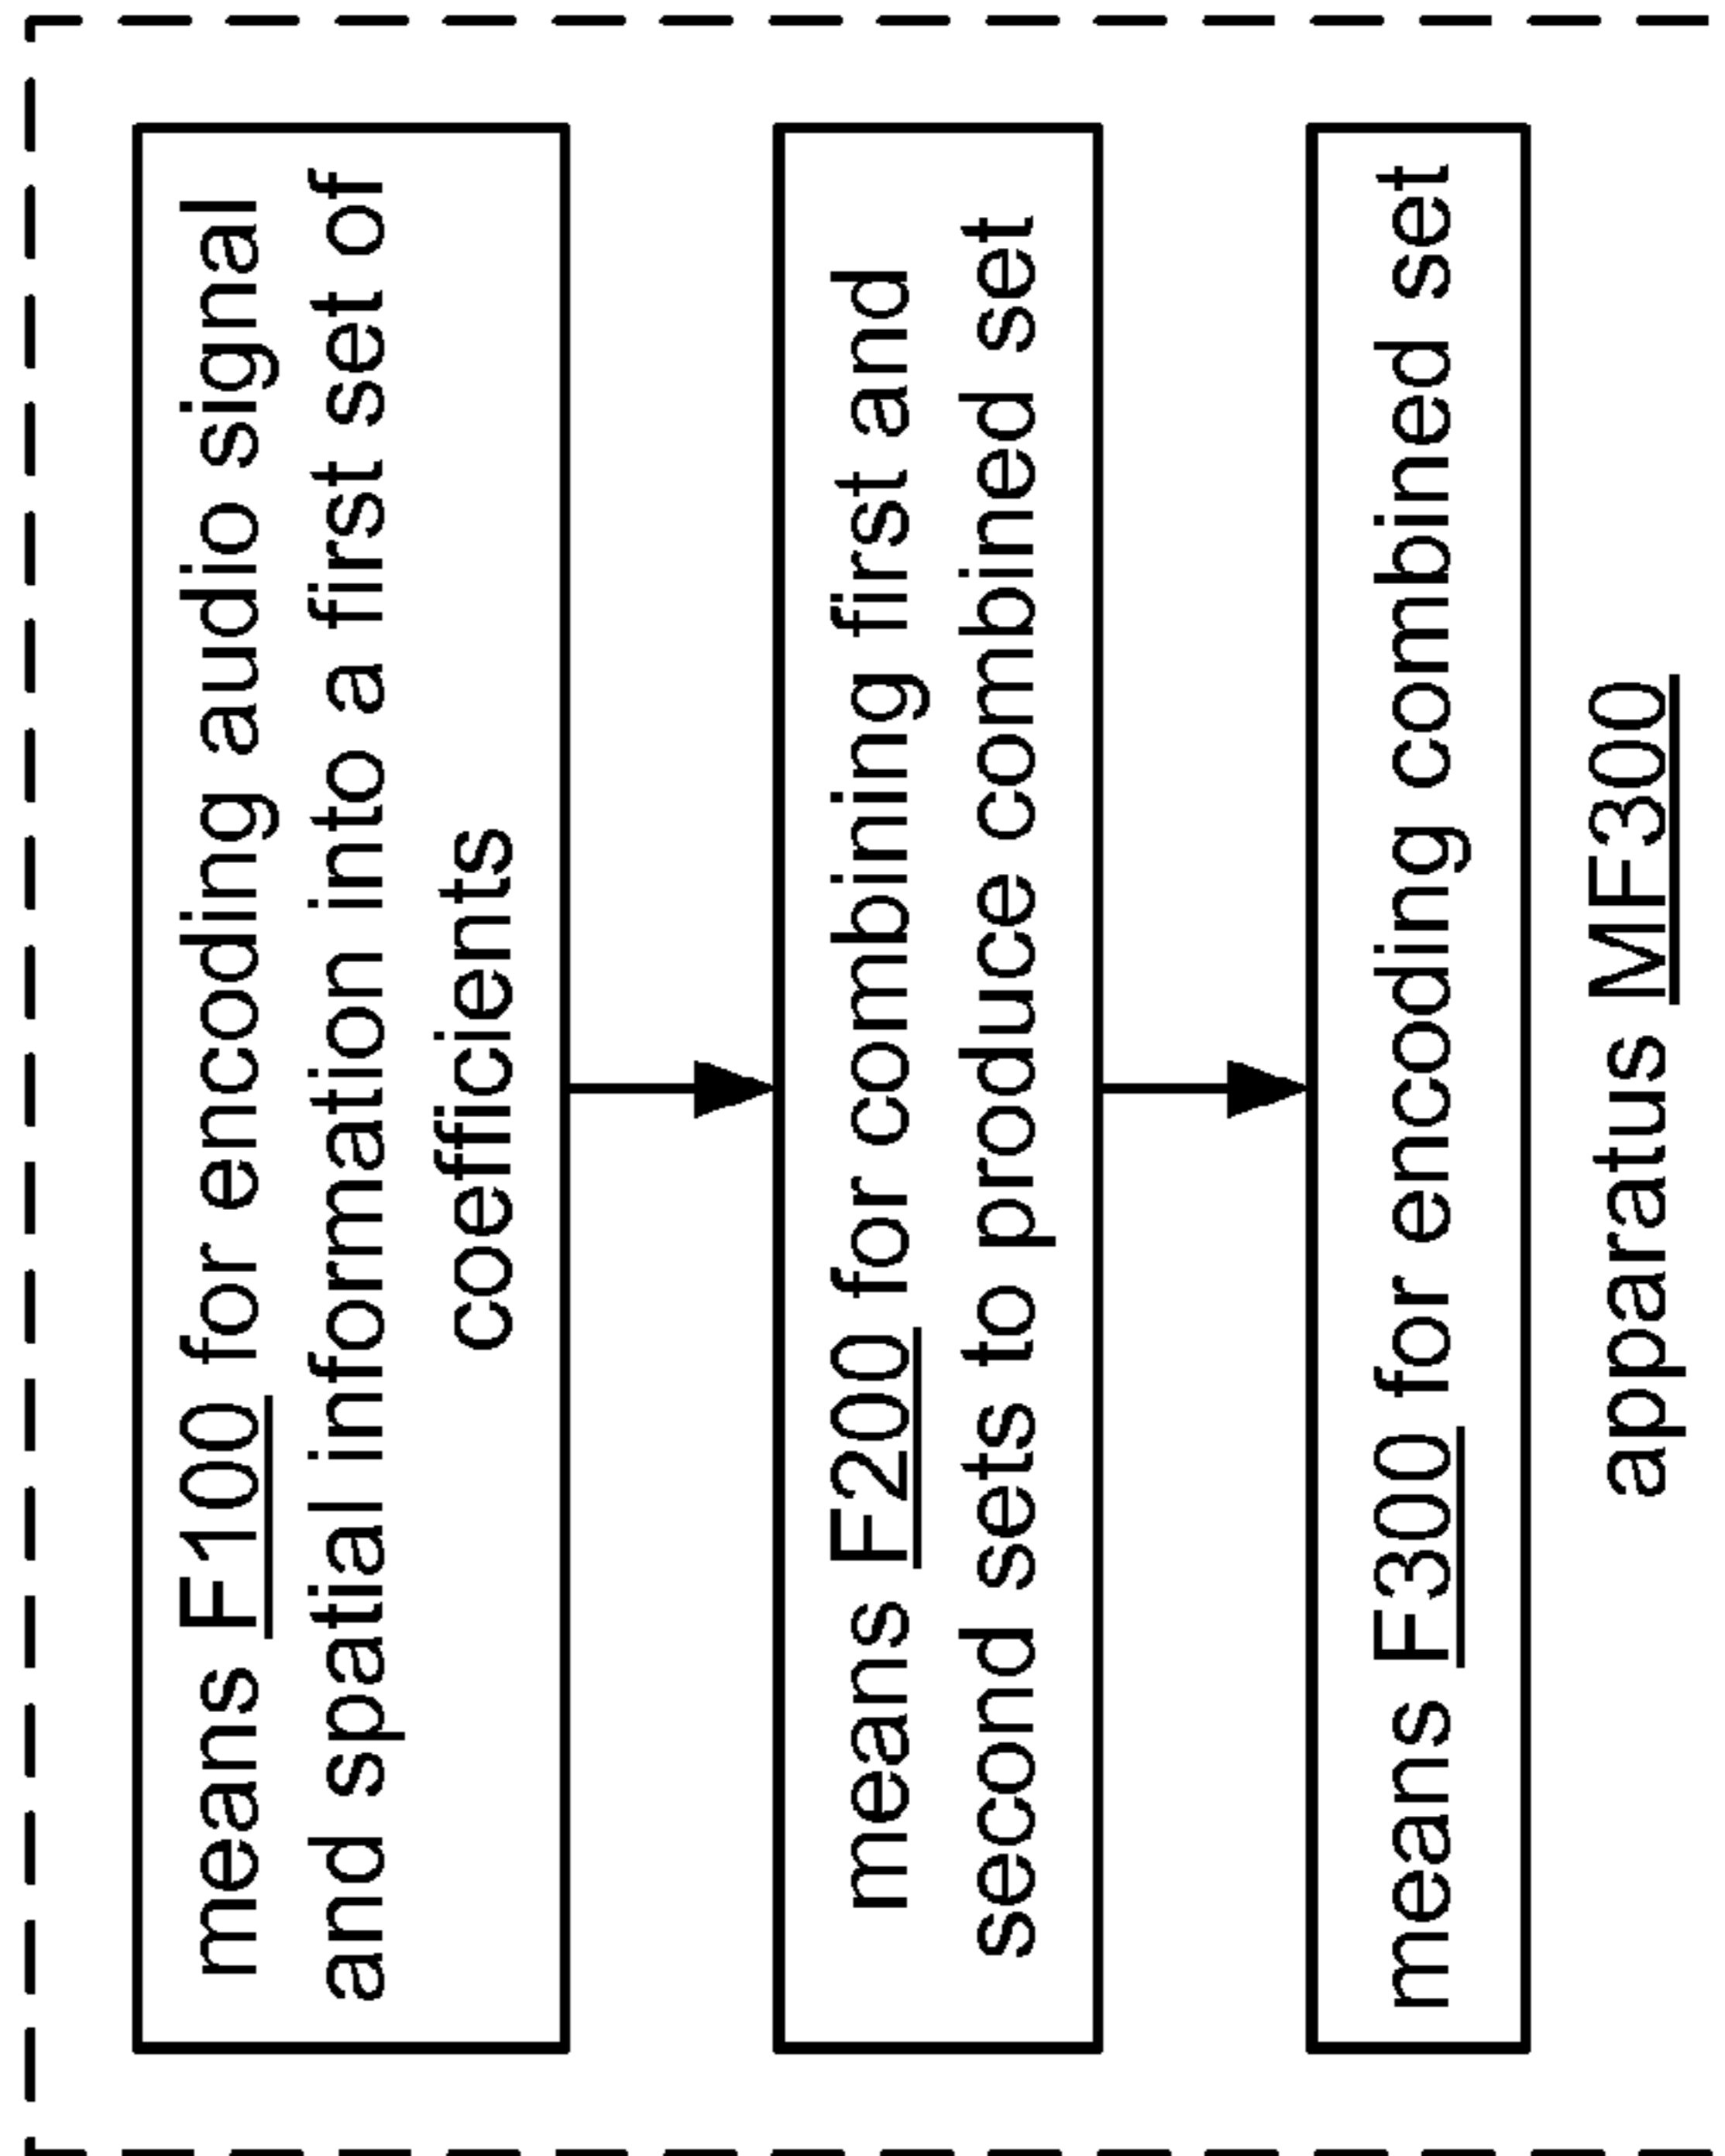 means F100 for encoding audio signal
and spatial information into a first set of
coefficients
means F200 for combining first and
second sets to produce combined set
means F300 for encoding combined set
apparatus MF300